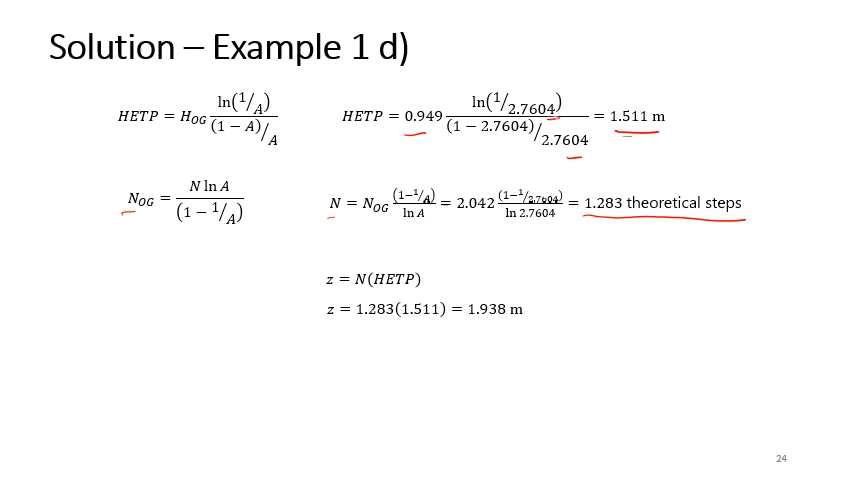 Solution – Example 1 d)
HETP = H_OG ln(1/A) / ((1 − A)/A)
HETP = 0.949 ln(1/2.7604) / ((1 − 2.7604)/2.7604) = 1.511 m
N_OG = N ln A / (1 − 1/A)
N = N_OG (1−1/A) / ln A = 2.042 (1−1/2.7604) / ln 2.7604 = 1.283 theoretical steps
z = N(HETP)
z = 1.283(1.511) = 1.938 m
24